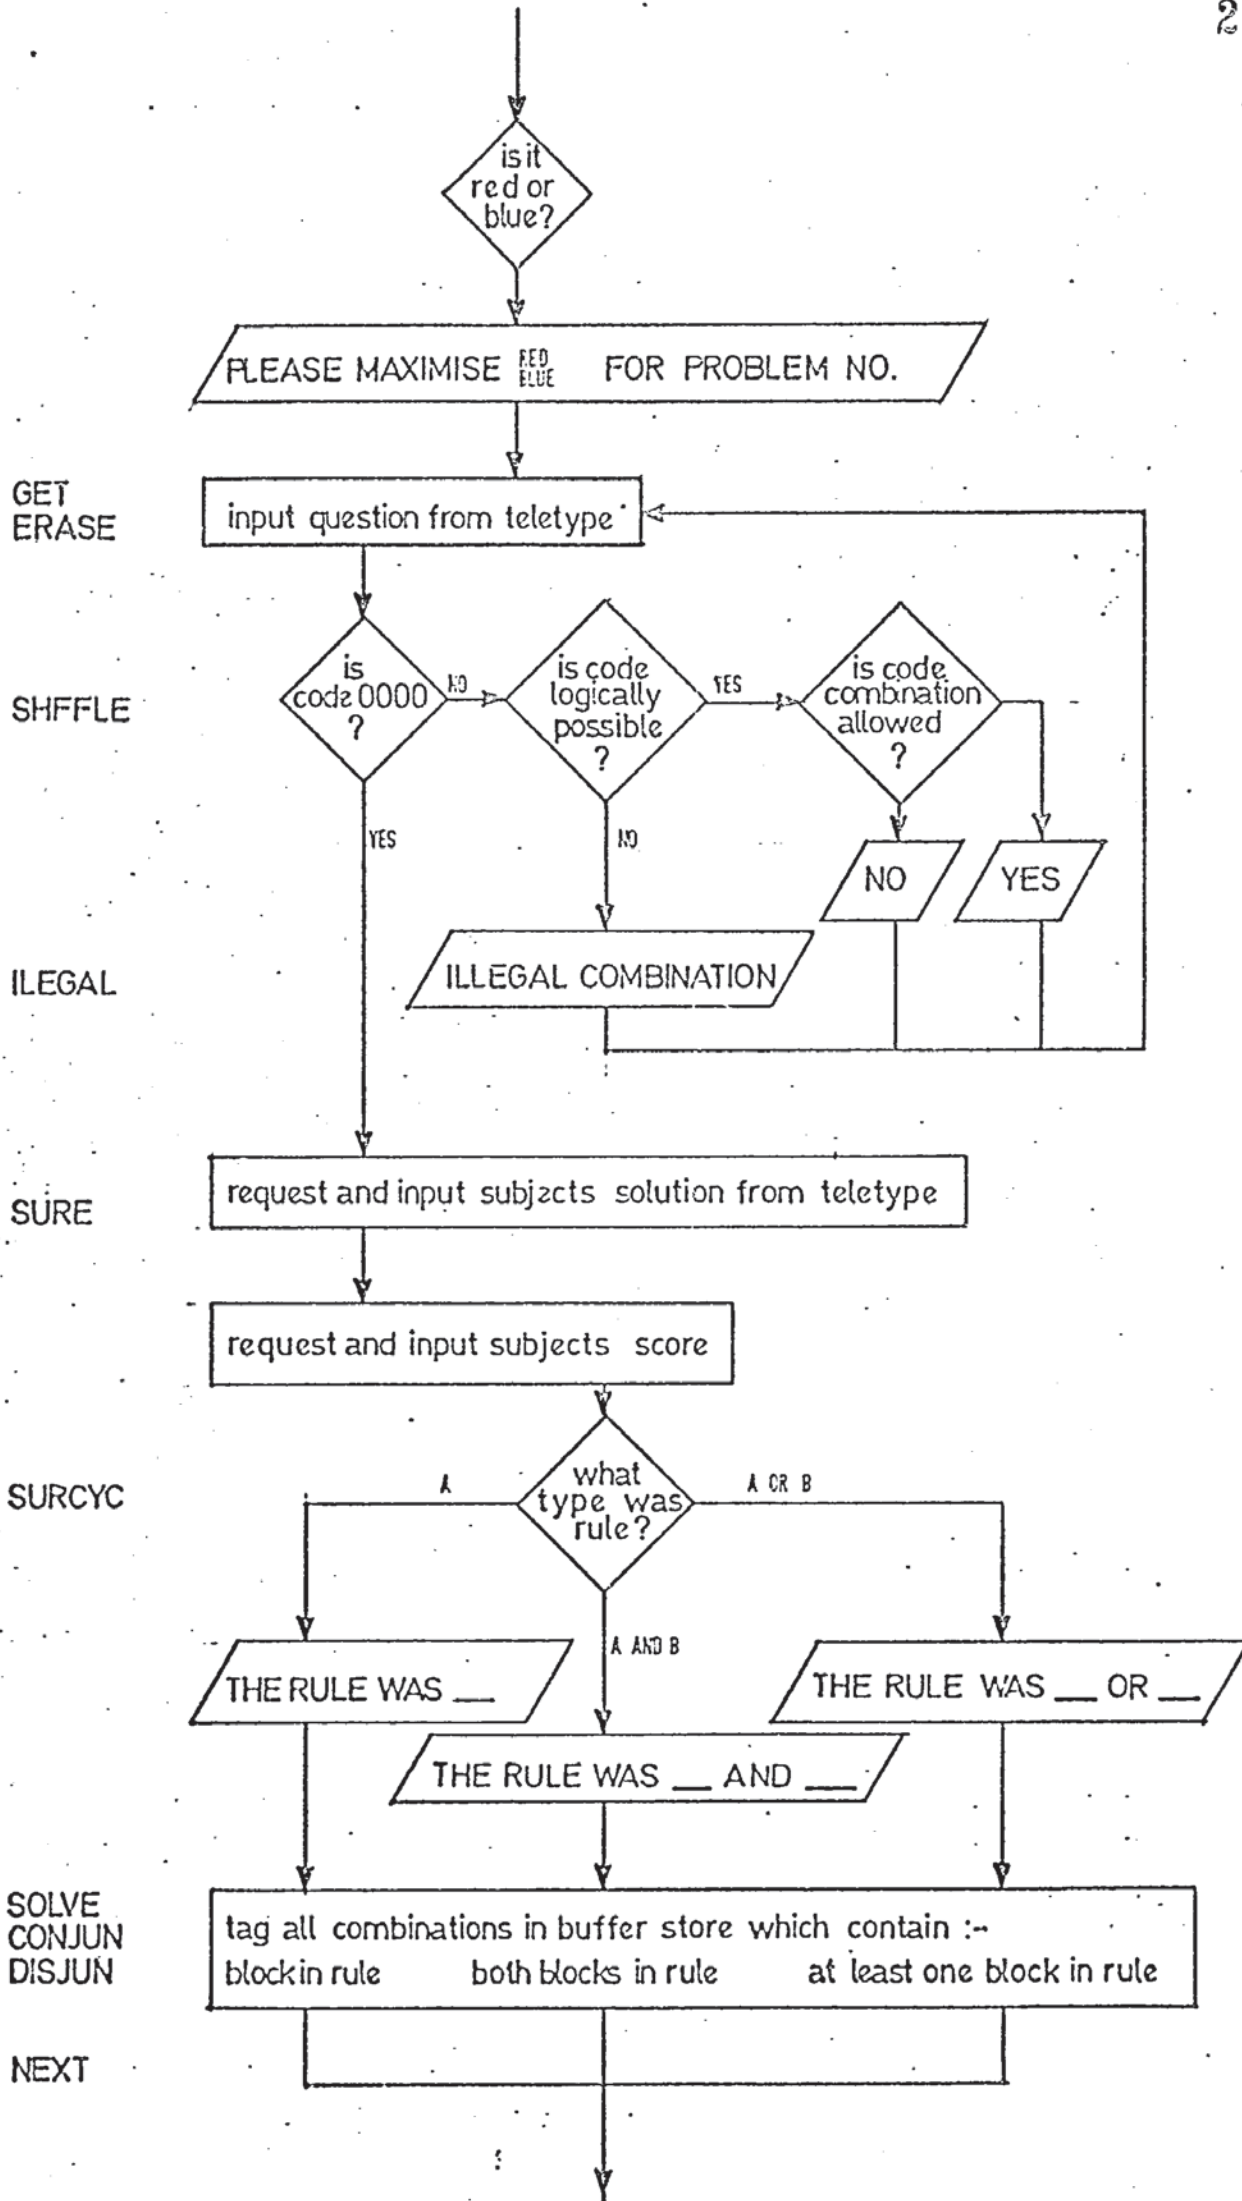 2
is it
red or
blue?
PLEASE MAXIMISE RED BLUE FOR PROBLEM NO.
GET
ERASE
input question from teletype
SHFFLE
is
code 0000
?
NO
is code
logically
possible
?
YES
is code
combination
allowed
?
YES
NO
NO
YES
ILEGAL
ILLEGAL COMBINATION
SURE
request and input subjects solution from teletype
request and input subjects score
SURCYC
A
what
type was
rule?
A OR B
A AND B
THE RULE WAS __
THE RULE WAS __ OR __
THE RULE WAS __ AND __
SOLVE
CONJUN
DISJUN
tag all combinations in buffer store which contain :-
block in rule both blocks in rule at least one block in rule
NEXT